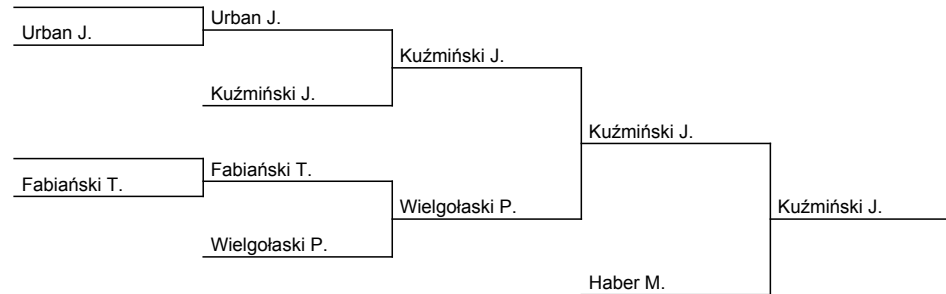 Urban J.
Urban J.
Kuźmiński J.
Kuźmiński J.
Kuźmiński J.
Fabiański T.
Fabiański T.
Wielgołaski P.
Wielgołaski P.
Kuźmiński J.
Haber M.